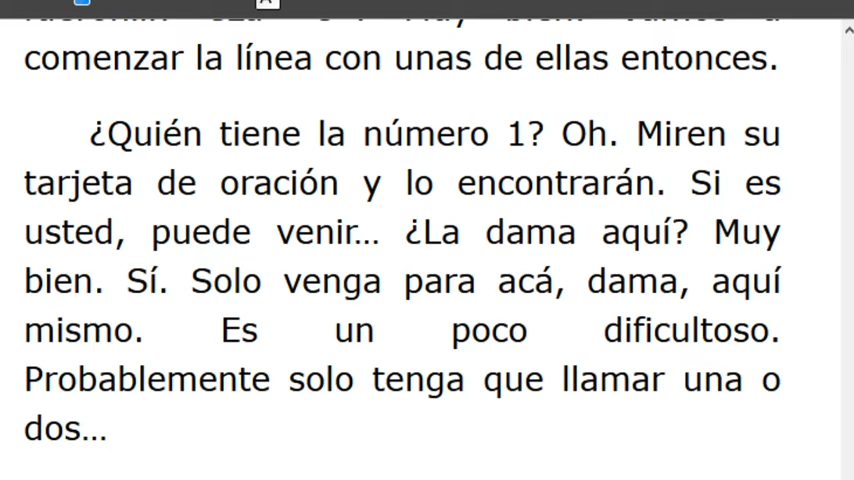 comenzar la línea con unas de ellas entonces.
¿Quién tiene la número 1? Oh. Miren su
tarjeta de oración y lo encontrarán. Si es
usted, puede venir… ¿La dama aquí? Muy
bien. Sí. Solo venga para acá, dama, aquí
mismo. Es un poco dificultoso.
Probablemente solo tenga que llamar una o
dos…